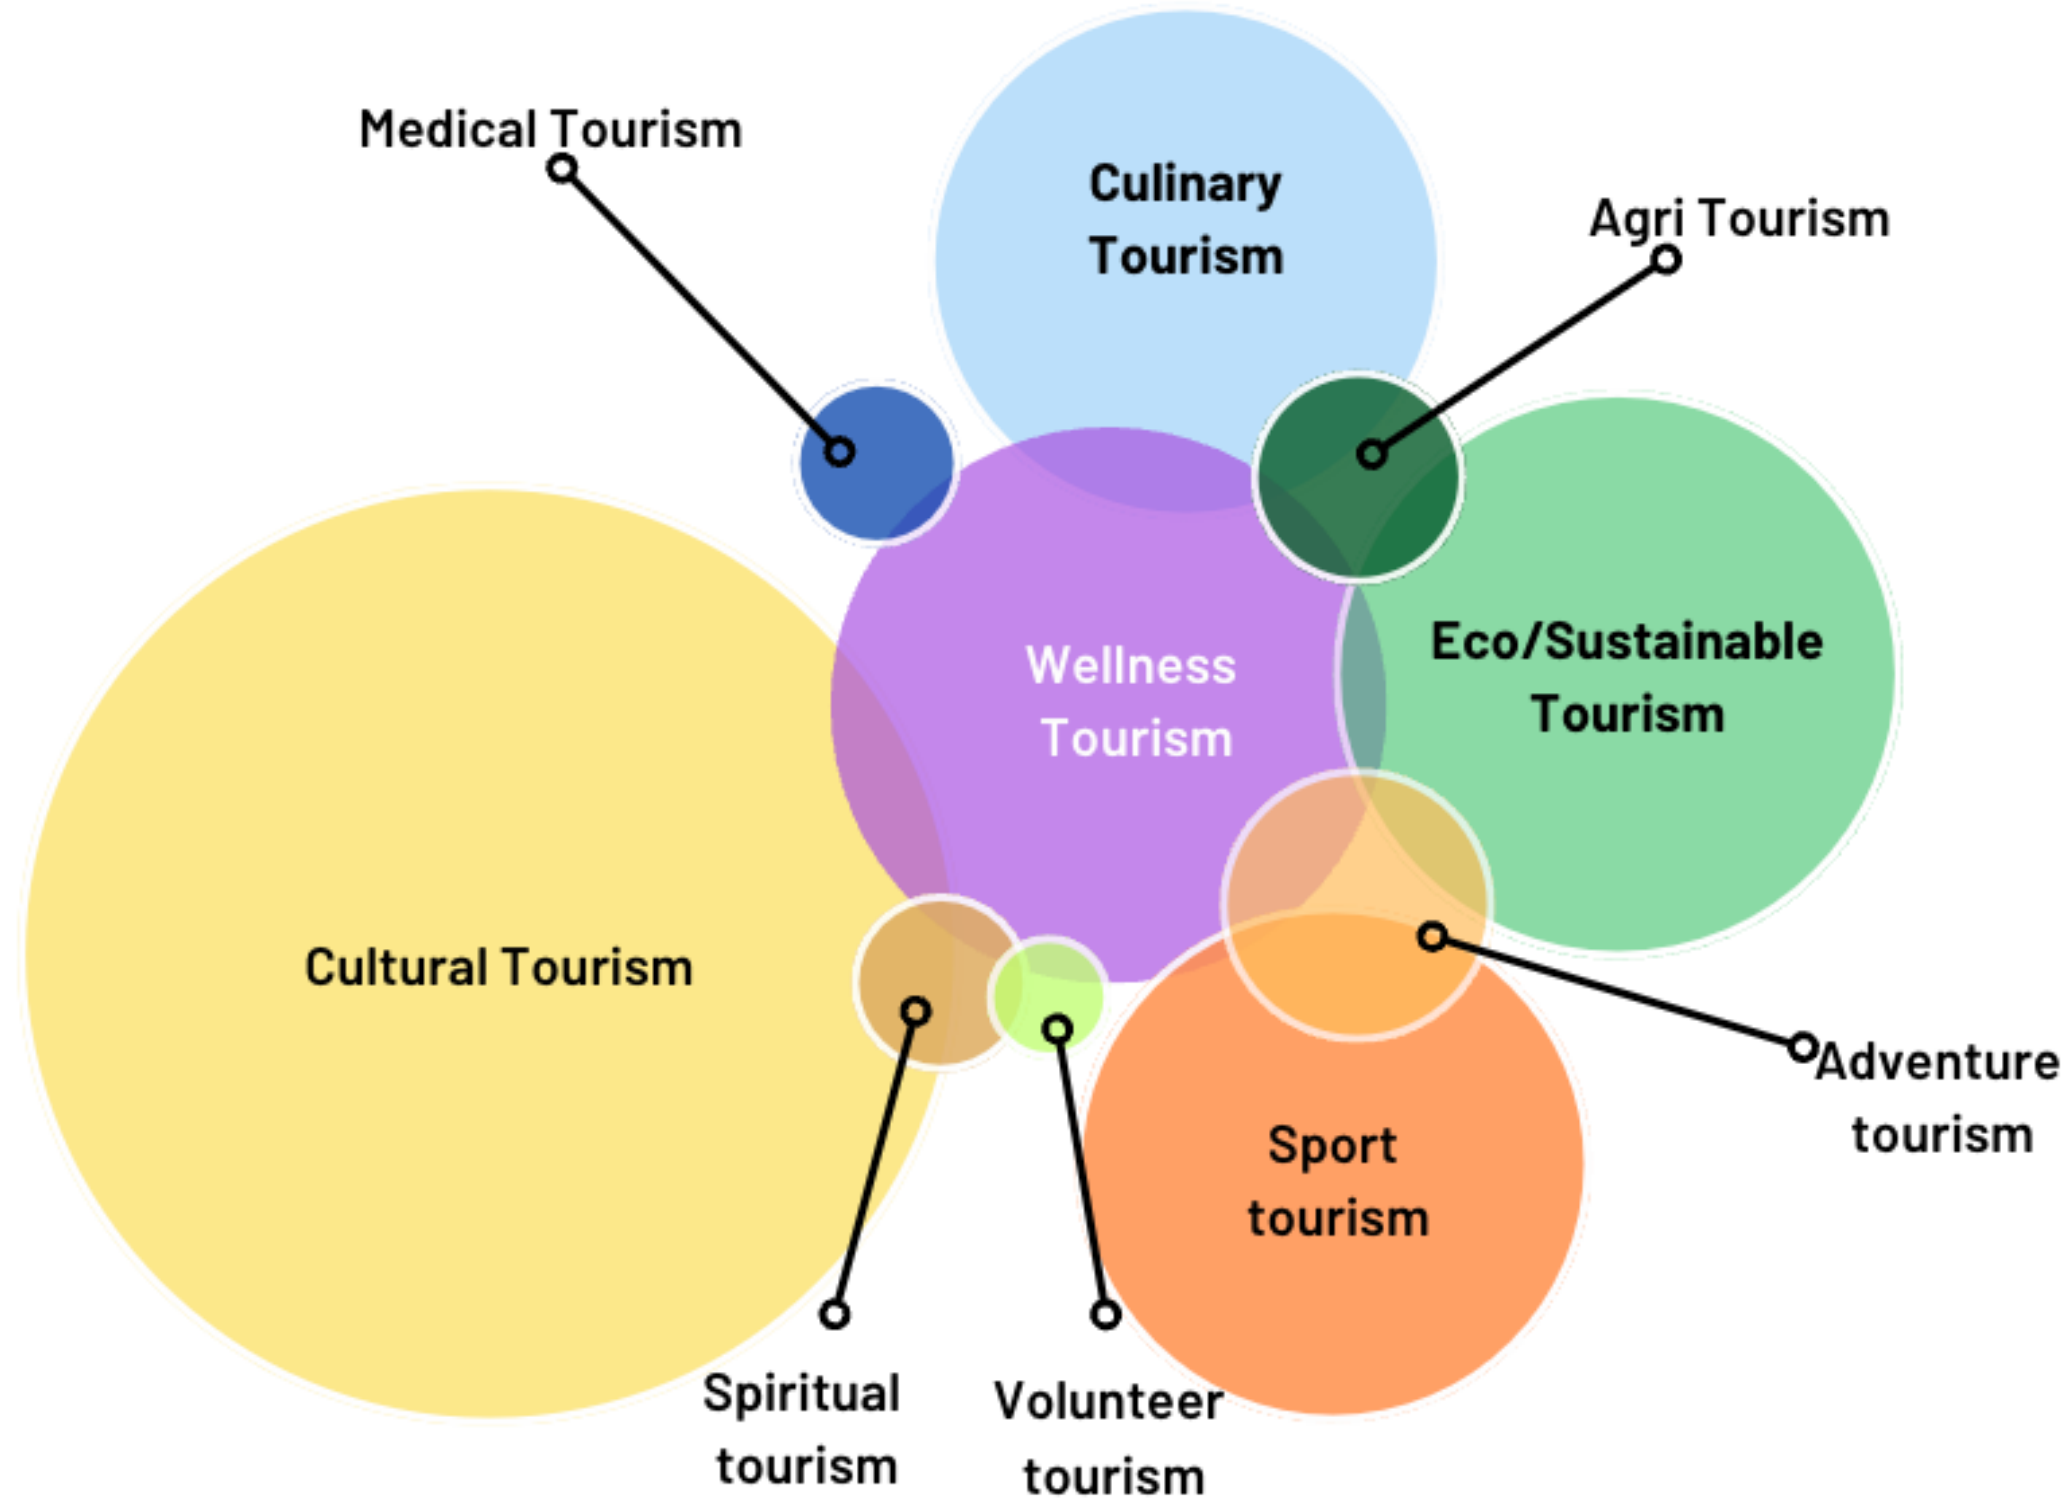 Medical Tourism
Culinary
Tourism
Agri Tourism
Wellness
Tourism
Eco/Sustainable
Tourism
Cultural Tourism
Adventure
tourism
Sport
tourism
Spiritual
tourism
Volunteer
tourism